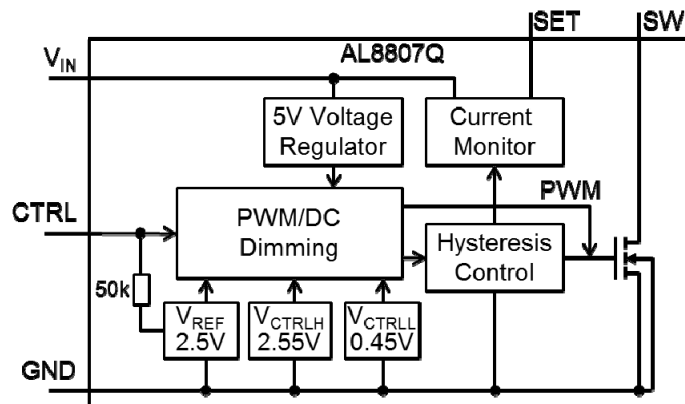 SET
SW
AL8807Q
VIN
5V Voltage
Regulator
Current
Monitor
PWM
CTRL
PWM/DC
Dimming
Hysteresis
Control
50k
VREF
2.5V
VCTRLH
2.55V
VCTRLL
0.45V
GND